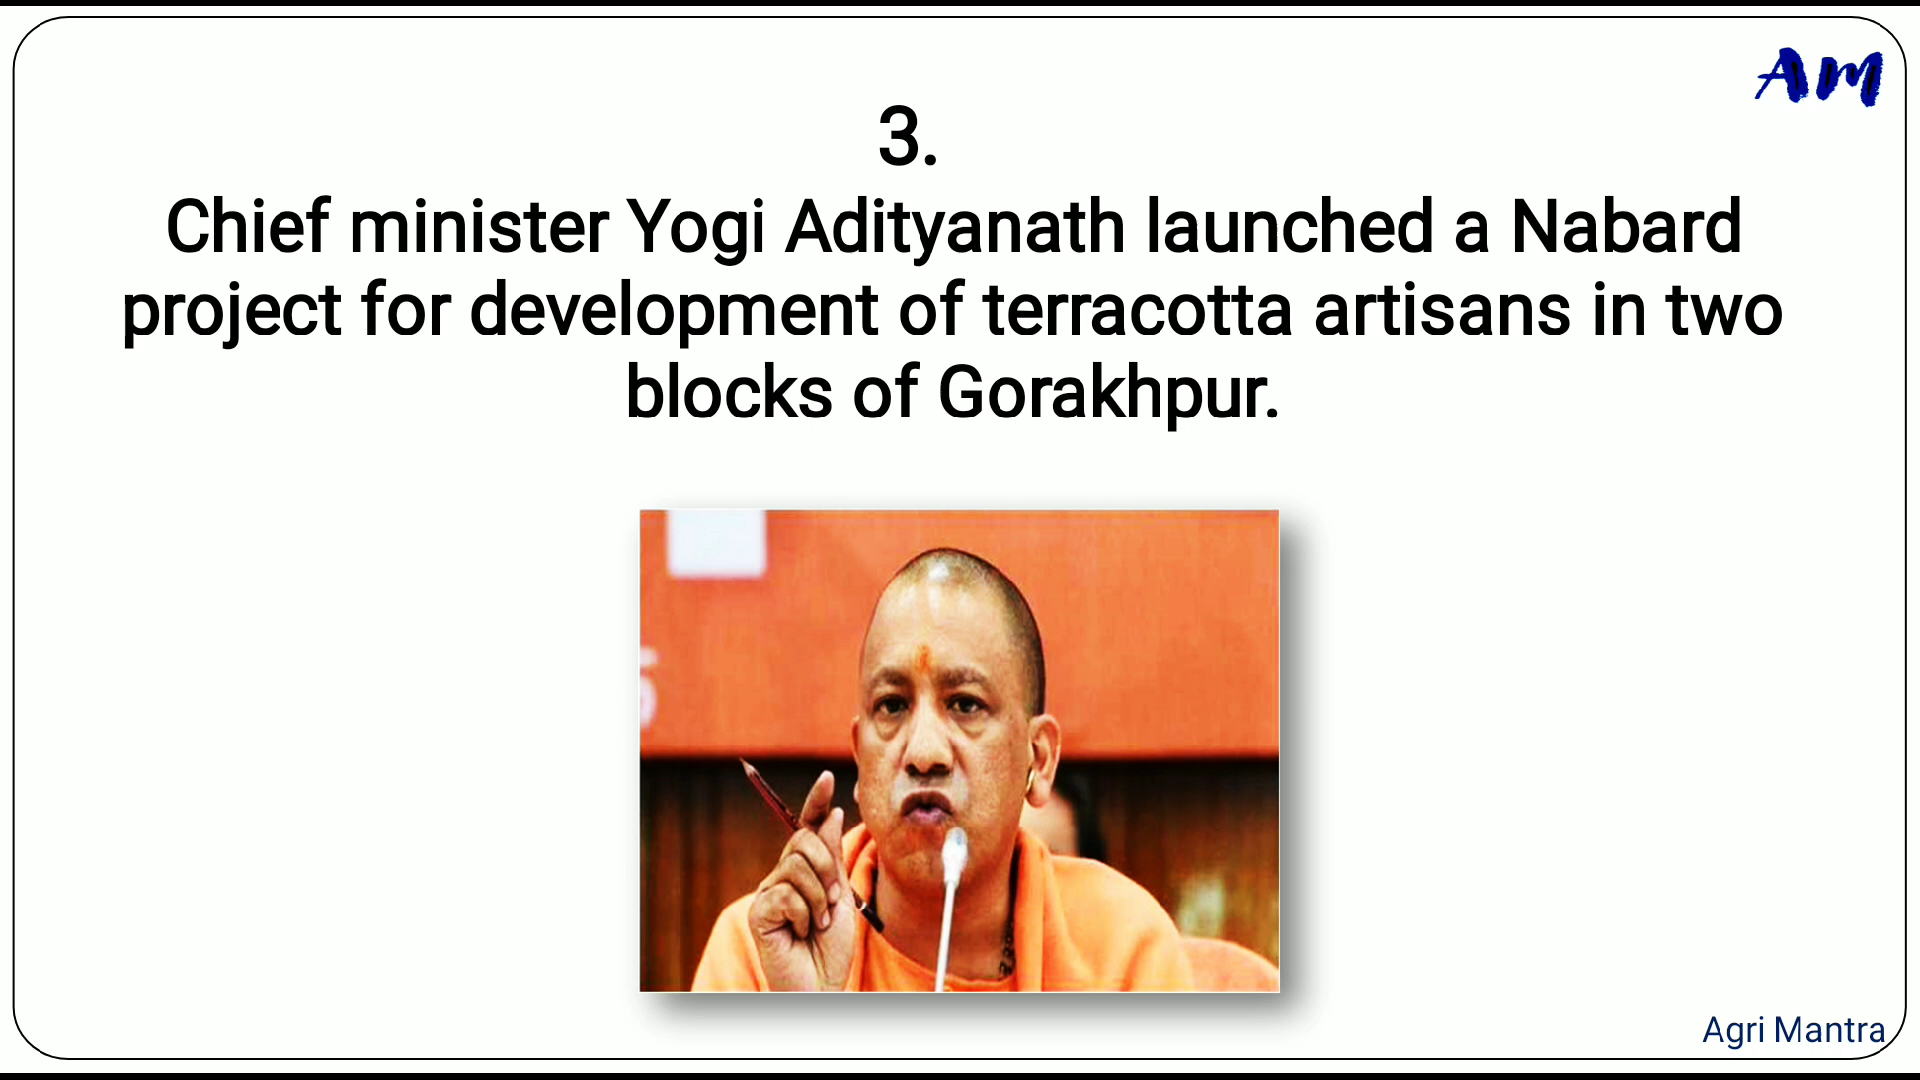 AM
3.
Chief minister Yogi Adityanath launched a Nabard
project for development of terracotta artisans in two
blocks of Gorakhpur.
Agri Mantra